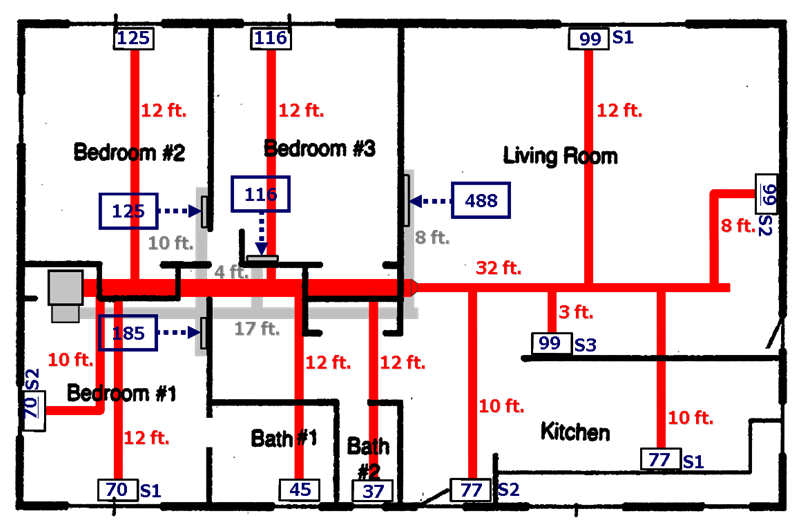 125
116
99 S1
12 ft.
12 ft.
12 ft.
Bedroom #2
Bedroom #3
Living Room
116
99
S2
125
488
10 ft.
8 ft.
8 ft.
4 ft.
32 ft.
17 ft.
3 ft.
185
99 S3
10 ft.
12 ft.
12 ft.
S2
70
Bedroom #1
10 ft.
10 ft.
12 ft.
Bath #1
Bath
#2
Kitchen
77 S1
70 S1
45
37
77 S2